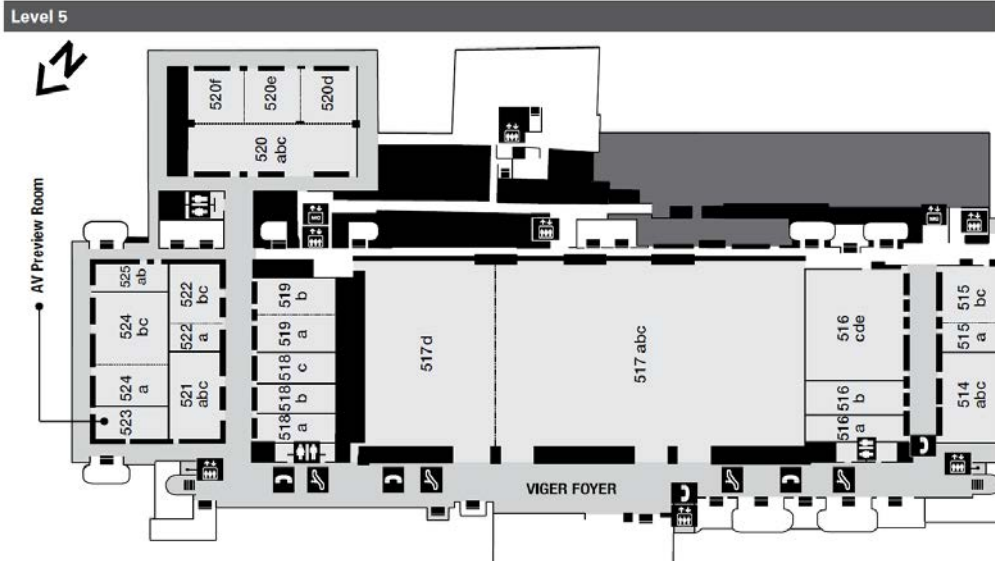 Level 5
N
AV Preview Room
520f
520e
520d
520
abc
525
ab
522
bc
524
bc
522
a
524
a
521
abc
523
519
b
519
a
518
c
518
b
518
a
517d
517 abc
516
cde
516
b
516
a
515
bc
515
a
514
abc
MC
MC
VIGER FOYER